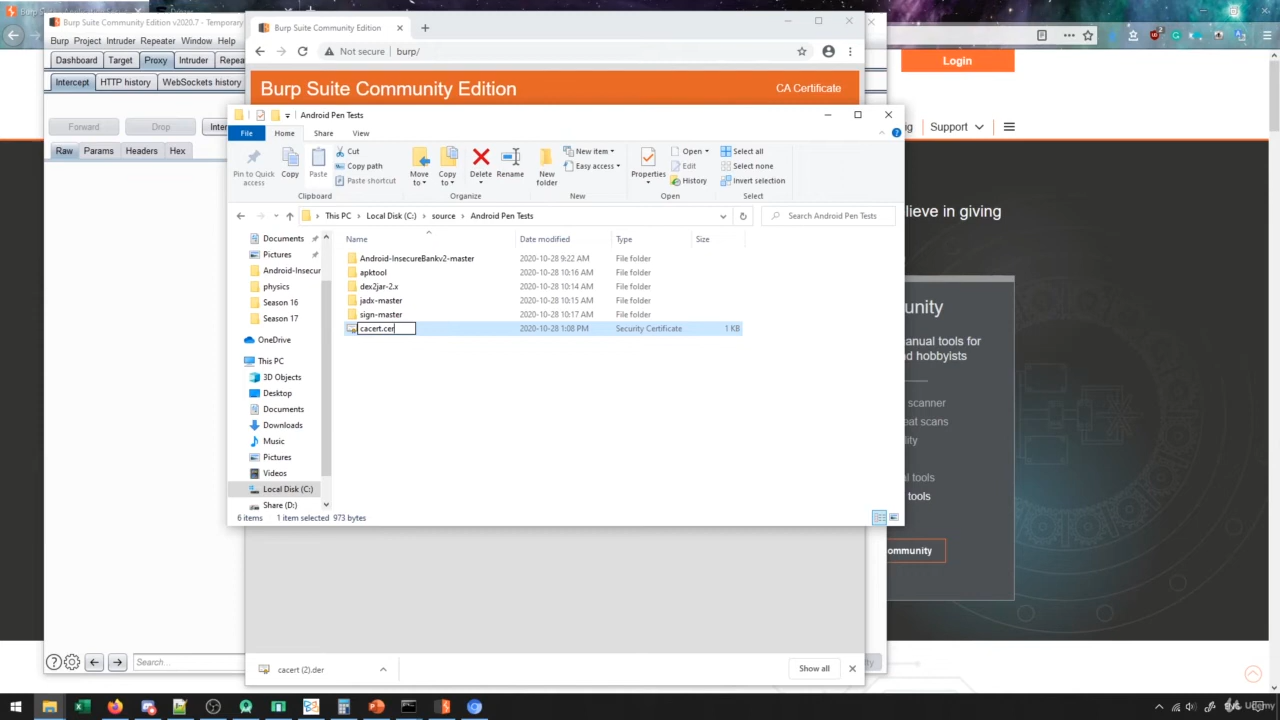 Burp Suite Community Edition v2020.7 - Temporary
Burp Project Intruder Repeater Window Help
Dashboard Target Proxy Intruder Repea
Intercept HTTP history WebSockets history
Forward Drop Inter
Raw Params Headers Hex
Burp Suite Community Edition
Not secure burp/
Burp Suite Community Edition CA Certificate
Login
Support
Android Pen Tests
File Home Share View
Pin to Quick access
Copy
Paste
Cut
Copy path
Paste shortcut
Clipboard
Move to
Copy to
Delete
Rename
Organize
New folder
New item
Easy access
New
Properties
Open
Edit
History
Open
Select all
Select none
Invert selection
Select
This PC Local Disk (C:) source Android Pen Tests
Search Android Pen Tests
Name Date modified Type Size
Documents
Pictures
Android-Insecur
physics
Season 16
Season 17
OneDrive
This PC
3D Objects
Desktop
Documents
Downloads
Music
Pictures
Videos
Local Disk (C:)
Share (D:)
Android-InsecureBankv2-master 2020-10-28 9:22 AM File folder
apktool 2020-10-28 10:16 AM File folder
dex2jar-2.x 2020-10-28 10:14 AM File folder
jadx-master 2020-10-28 10:15 AM File folder
sign-master 2020-10-28 10:17 AM File folder
cacert.cer 2020-10-28 1:08 PM Security Certificate 1 KB
6 items 1 item selected 973 bytes
lieve in giving
unity
anual tools for
d hobbyists
scanner
eat scans
ility
l tools
tools
ommunity
Search...
cacert (2).der
Show all
Udemy